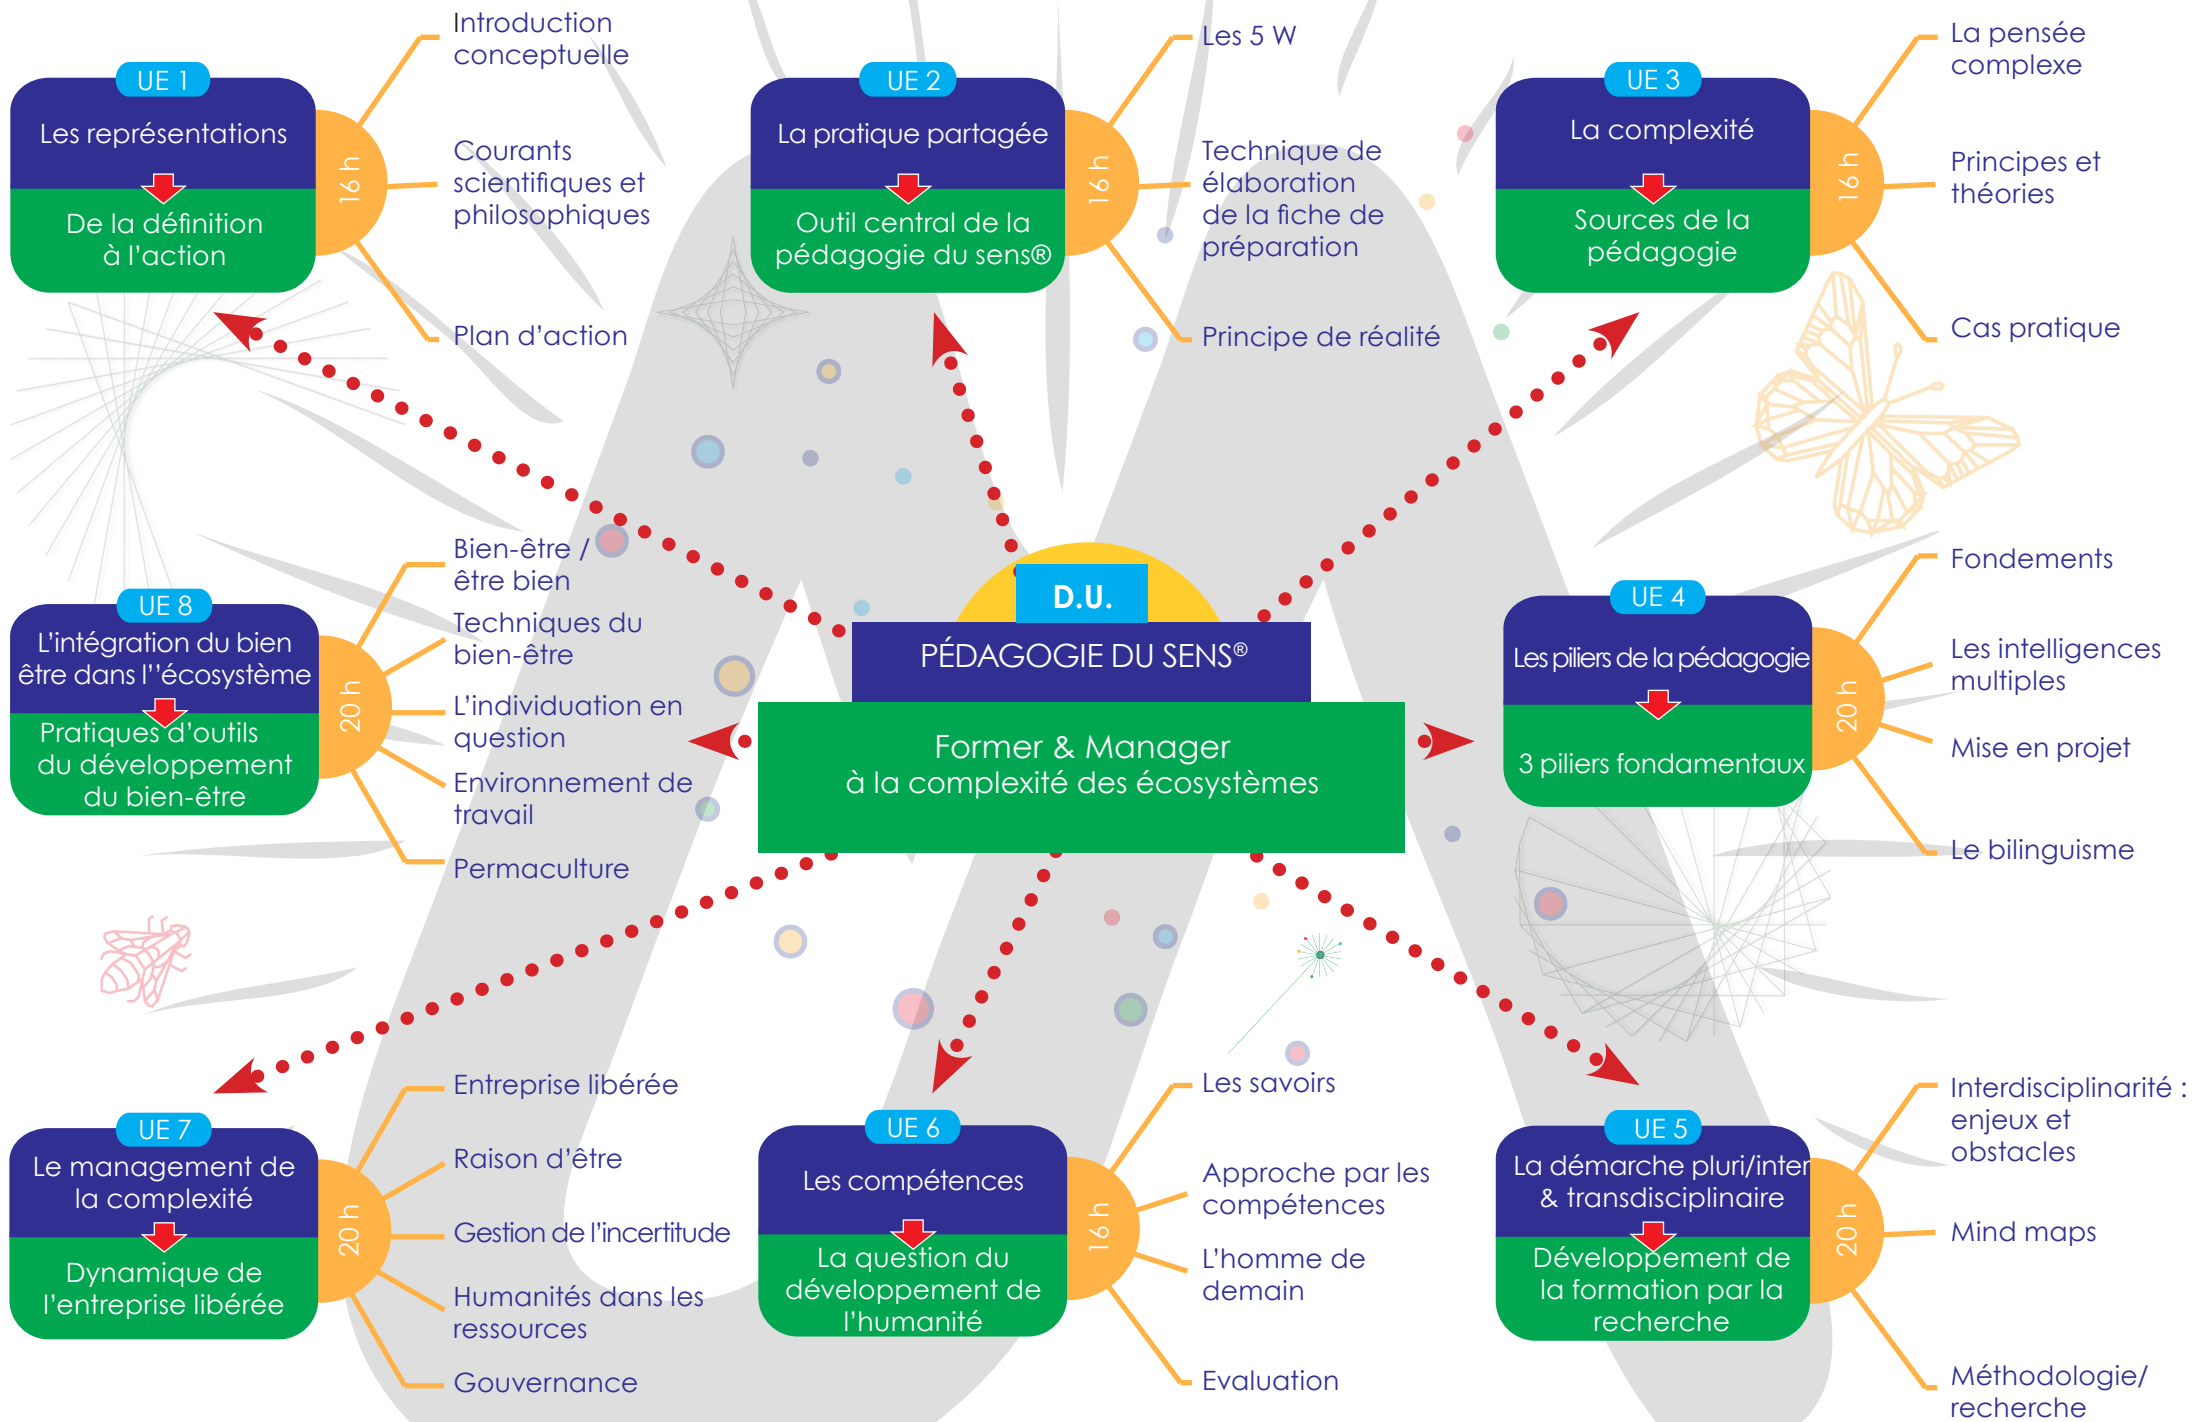 UE 1
Les représentations
De la définition
à l'action
16 h
Introduction
conceptuelle
Courants
scientifiques et
philosophiques
Plan d'action
UE 2
La pratique partagée
Outil central de la
pédagogie du sens®
16 h
Les 5 W
Technique de
élaboration
de la fiche de
préparation
Principe de réalité
UE 3
La complexité
Sources de la
pédagogie
16 h
La pensée
complexe
Principes et
théories
Cas pratique
UE 8
L'intégration du bien
être dans l''écosystème
Pratiques d'outils
du développement
du bien-être
20 h
Bien-être /
être bien
Techniques du
bien-être
L'individuation en
question
Environnement de
travail
Permaculture
D.U.
PÉDAGOGIE DU SENS®
Former & Manager
à la complexité des écosystèmes
UE 4
Les piliers de la pédagogie
3 piliers fondamentaux
20 h
Fondements
Les intelligences
multiples
Mise en projet
Le bilinguisme
UE 7
Le management de
la complexité
Dynamique de
l'entreprise libérée
20 h
Entreprise libérée
Raison d'être
Gestion de l'incertitude
Humanités dans les
ressources
Gouvernance
UE 6
Les compétences
La question du
développement de
l'humanité
16 h
Les savoirs
Approche par les
compétences
L'homme de
demain
Evaluation
UE 5
La démarche pluri/inter
& transdisciplinaire
Développement de
la formation par la
recherche
20 h
Interdisciplinarité :
enjeux et
obstacles
Mind maps
Méthodologie/
recherche